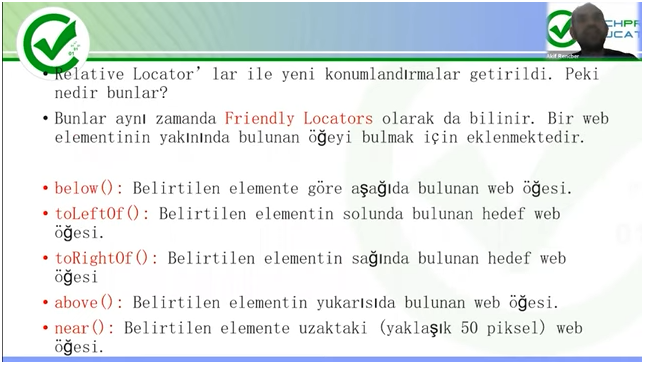 CHPR
UCAT
• Relative Locator’ lar ile yeni konumlandırmalar getirildi. Peki
nedir bunlar?
• Bunlar aynı zamanda Friendly Locators olarak da bilinir. Bir web
elementinin yakınında bulunan öğeyi bulmak için eklenmektedir.
• below(): Belirtilen elemente göre aşağıda bulunan web öğesi.
• toLeftOf(): Belirtilen elementin solunda bulunan hedef web
öğesi.
• toRightOf(): Belirtilen elementin sağında bulunan hedef web
öğesi
• above(): Belirtilen elementin yukarısıda bulunan web öğesi.
• near(): Belirtilen elemente uzaktaki (yaklaşık 50 piksel) web
öğesi.